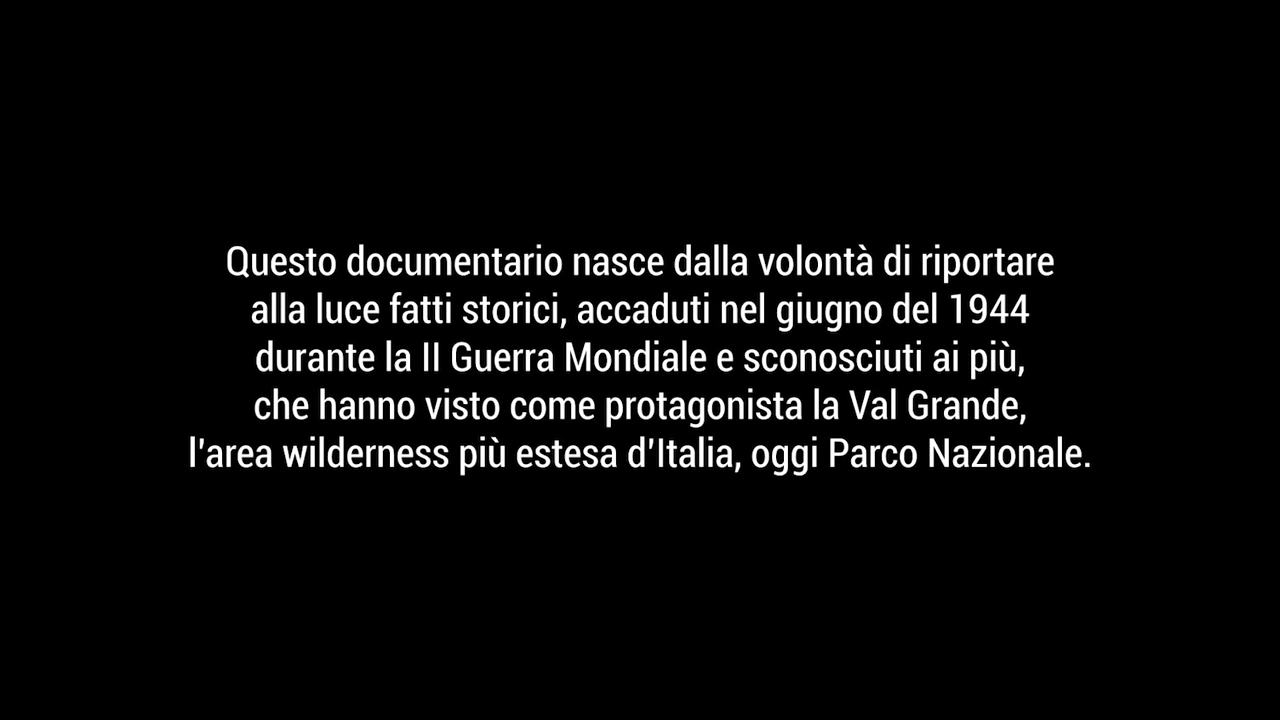 Questo documentario nasce dalla volontà di riportare
alla luce fatti storici, accaduti nel giugno del 1944
durante la II Guerra Mondiale e sconosciuti ai più,
che hanno visto come protagonista la Val Grande,
l'area wilderness più estesa d'Italia, oggi Parco Nazionale.